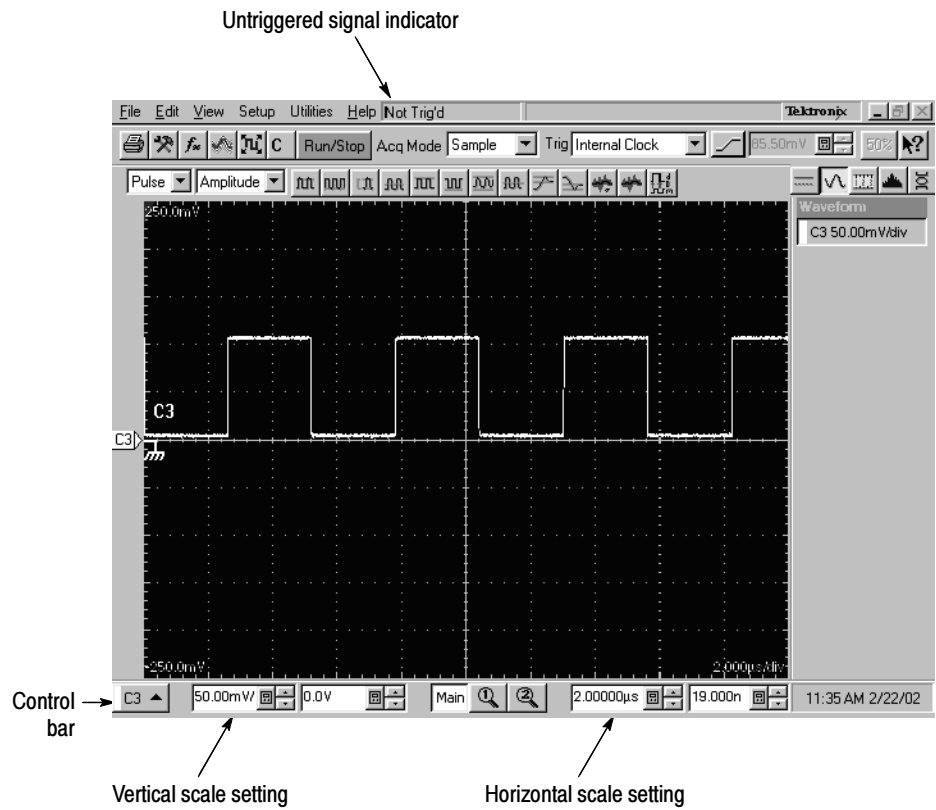 Untriggered signal indicator
File Edit View Setup Utilities Help Not Trig'd Tektronix
C Run/Stop Acq Mode Sample Trig Internal Clock 85.50mV 50%
Pulse Amplitude
Waveform
250.0mV
C3 50.00mV/div
C3
C3
-250.0mV 2.000µs/div
Control bar
C3 50.00mV/ 0.0V Main 1 2 2.00000µs 19.000n 11:35 AM 2/22/02
Vertical scale setting Horizontal scale setting